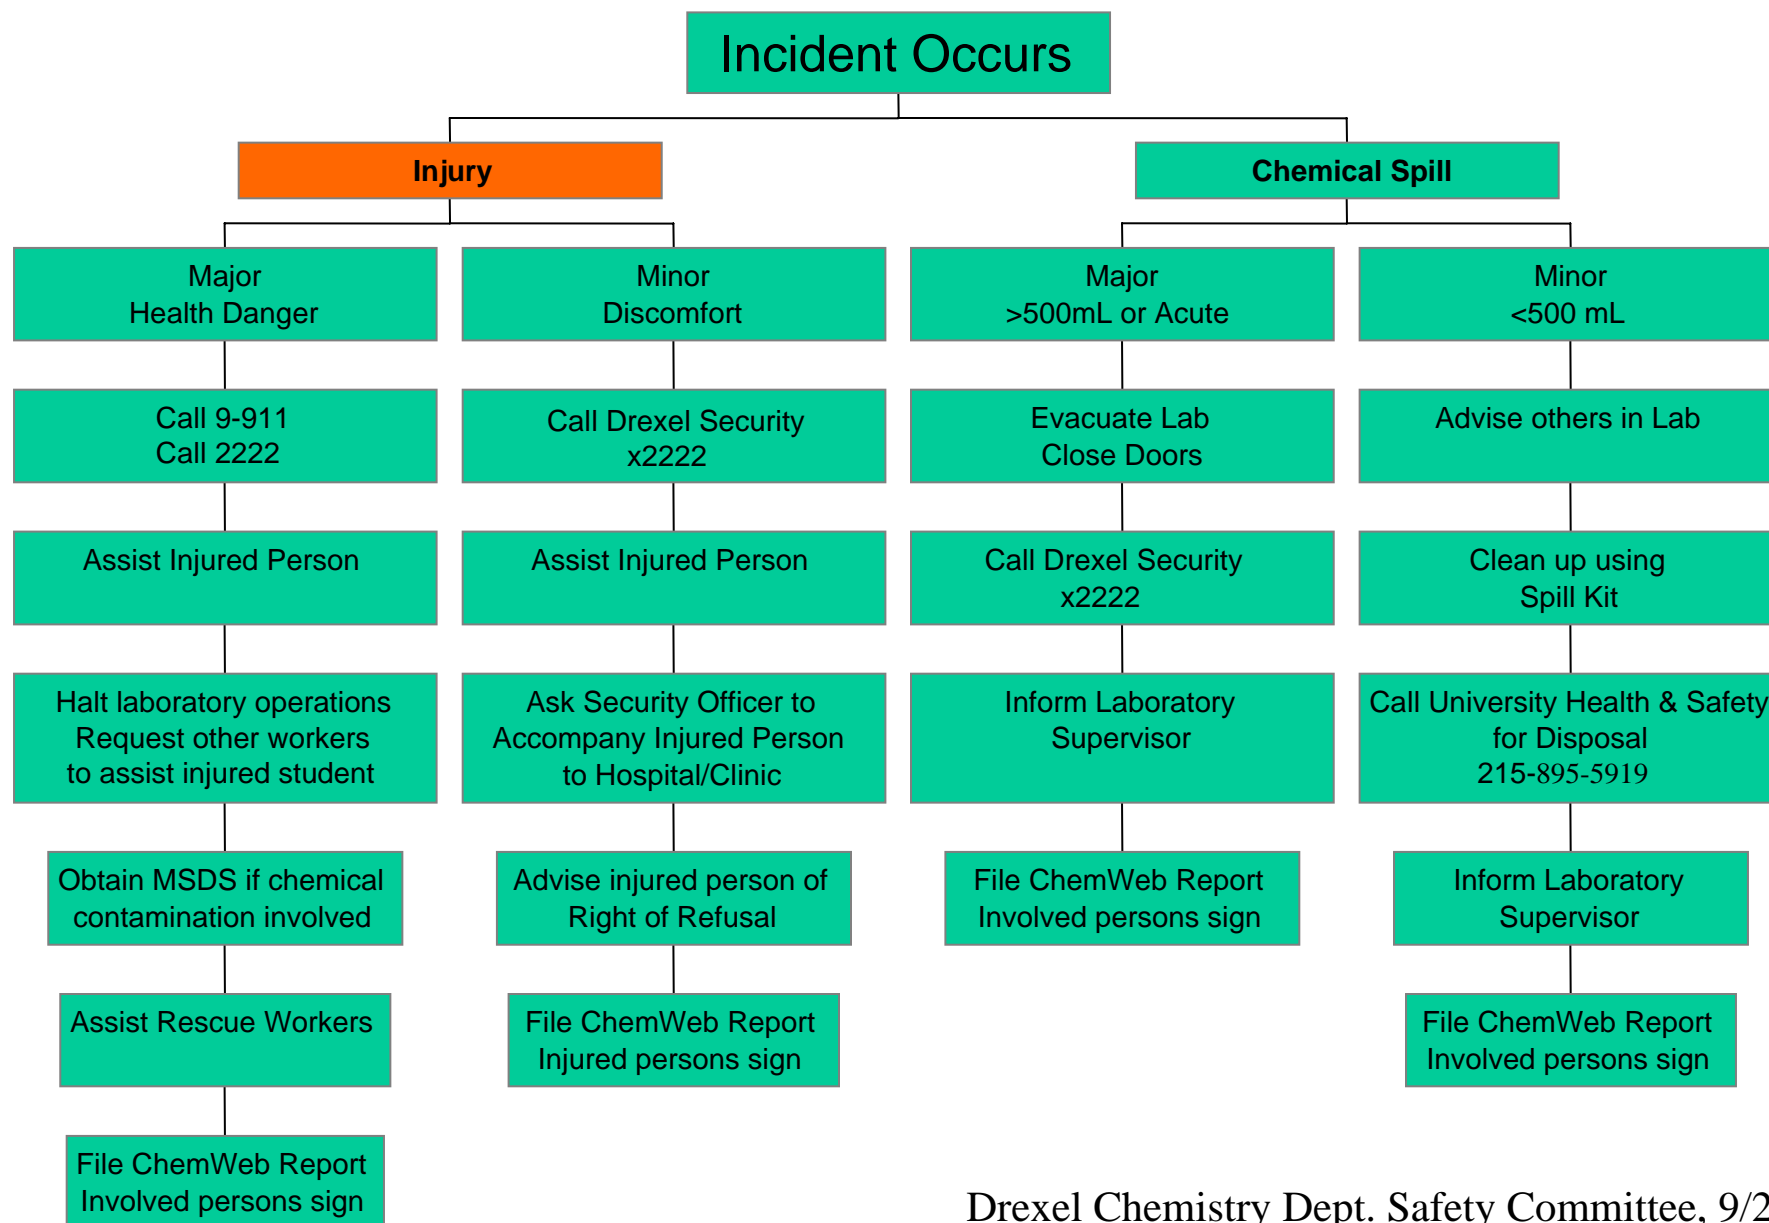 Incident Occurs
Injury
Chemical Spill
Major
Health Danger
Minor
Discomfort
Major
>500mL or Acute
Minor
<500 mL
Call 9-911
Call 2222
Call Drexel Security
x2222
Evacuate Lab
Close Doors
Advise others in Lab
Assist Injured Person
Assist Injured Person
Call Drexel Security
x2222
Clean up using
Spill Kit
Halt laboratory operations
Request other workers
to assist injured student
Ask Security Officer to
Accompany Injured Person
to Hospital/Clinic
Inform Laboratory
Supervisor
Call University Health & Safety
for Disposal
215-895-5919
Obtain MSDS if chemical
contamination involved
Advise injured person of
Right of Refusal
File ChemWeb Report
Involved persons sign
Inform Laboratory
Supervisor
Assist Rescue Workers
File ChemWeb Report
Injured persons sign
File ChemWeb Report
Involved persons sign
File ChemWeb Report
Involved persons sign
Drexel Chemistry Dept. Safety Committee, 9/2